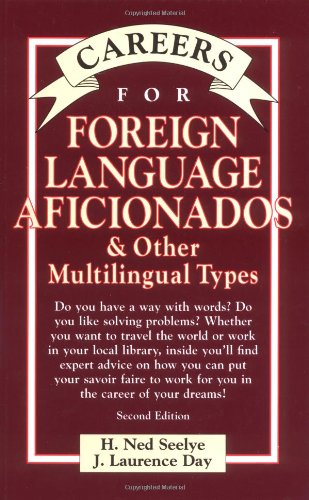 CAREERS
FOR
FOREIGN
LANGUAGE
AFICIONADOS
& Other
Multilingual Types
Do you have a way with words? Do
you like solving problems? Whether
you want to travel the world or work
in your local library, inside you'll find
expert advice on how you can put
your savoir faire to work for you in
the career of your dreams!
Second Edition
H. Ned Seelye
J. Laurence Day